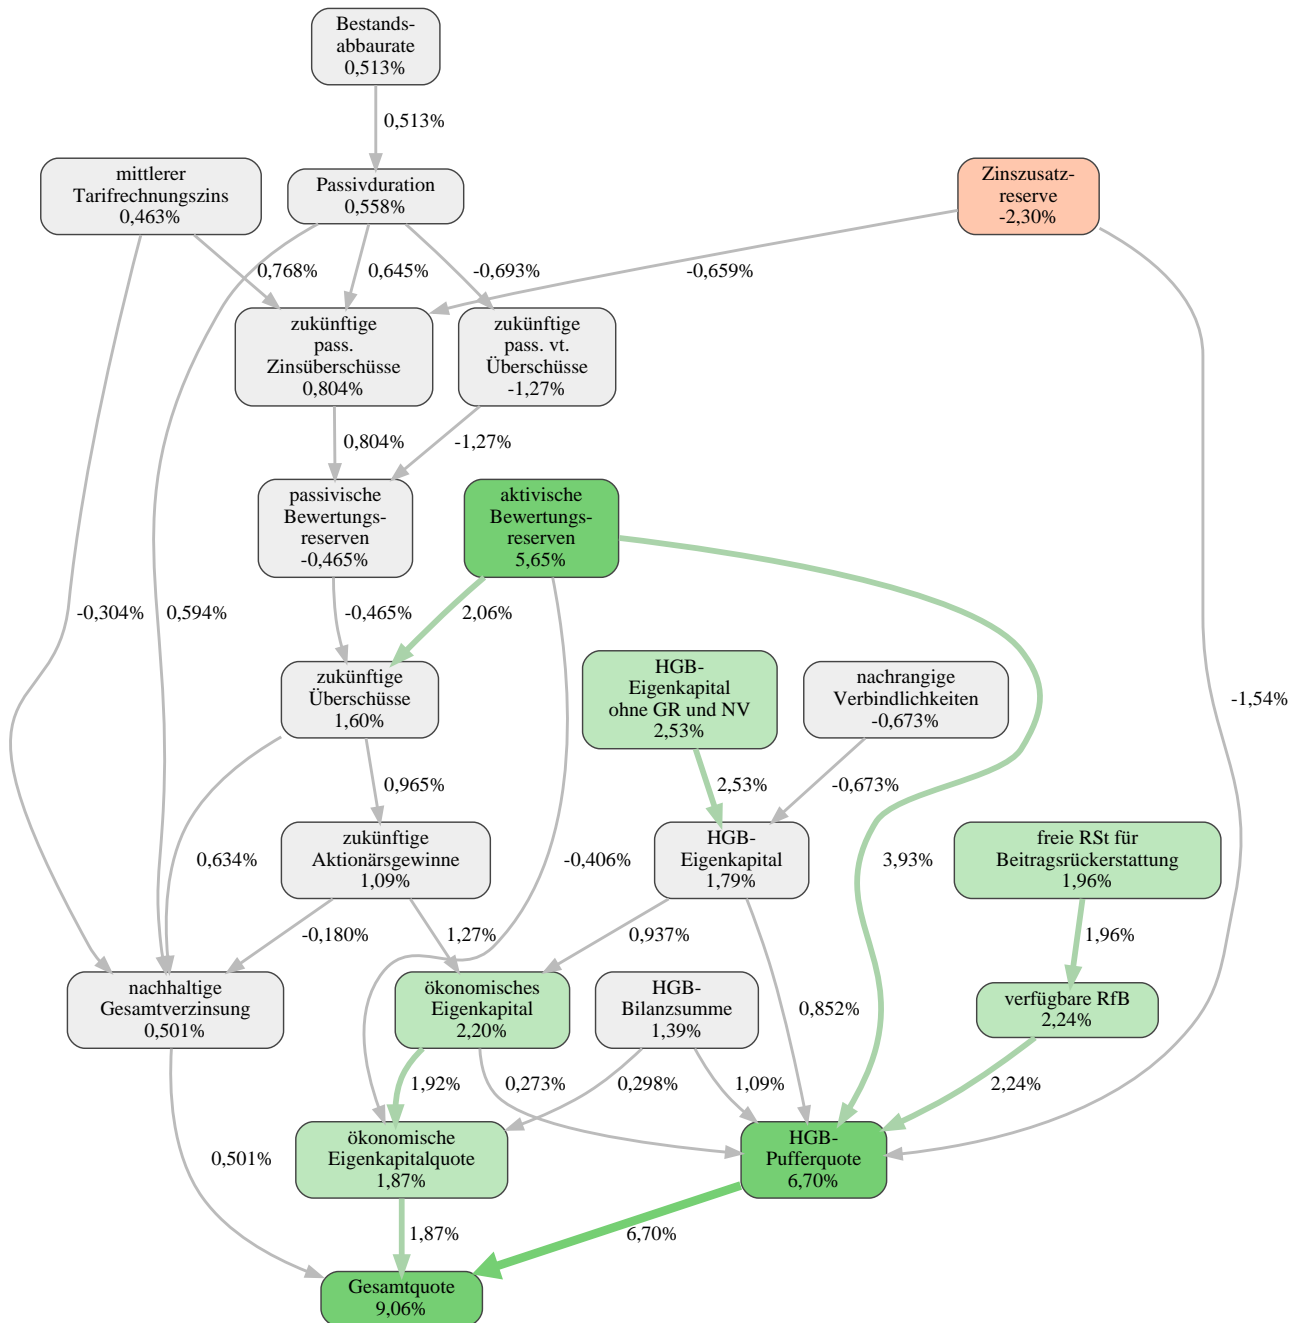 Bestands-
abbaurate
0,513%
0,513%
mittlerer
Tarifrechnungszins
0,463%
Passivduration
0,558%
Zinszusatz-
reserve
-2,30%
0,768%
0,645%
-0,693%
-0,659%
zukünftige
pass.
Zinsüberschüsse
0,804%
zukünftige
pass. vt.
Überschüsse
-1,27%
0,804%
-1,27%
passivische
Bewertungs-
reserven
-0,465%
aktivische
Bewertungs-
reserven
5,65%
-0,304%
0,594%
-0,465%
2,06%
zukünftige
Überschüsse
1,60%
HGB-
Eigenkapital
ohne GR und NV
2,53%
nachrangige
Verbindlichkeiten
-0,673%
-1,54%
0,965%
2,53%
-0,673%
zukünftige
Aktionärsgewinne
1,09%
HGB-
Eigenkapital
1,79%
freie RSt für
Beitragsrückerstattung
1,96%
0,634%
-0,406%
3,93%
-0,180%
1,27%
0,937%
1,96%
nachhaltige
Gesamtverzinsung
0,501%
ökonomisches
Eigenkapital
2,20%
HGB-
Bilanzsumme
1,39%
0,852%
verfügbare RfB
2,24%
1,92%
0,273%
0,298%
1,09%
2,24%
0,501%
ökonomische
Eigenkapitalquote
1,87%
HGB-
Pufferquote
6,70%
1,87%
6,70%
Gesamtquote
9,06%